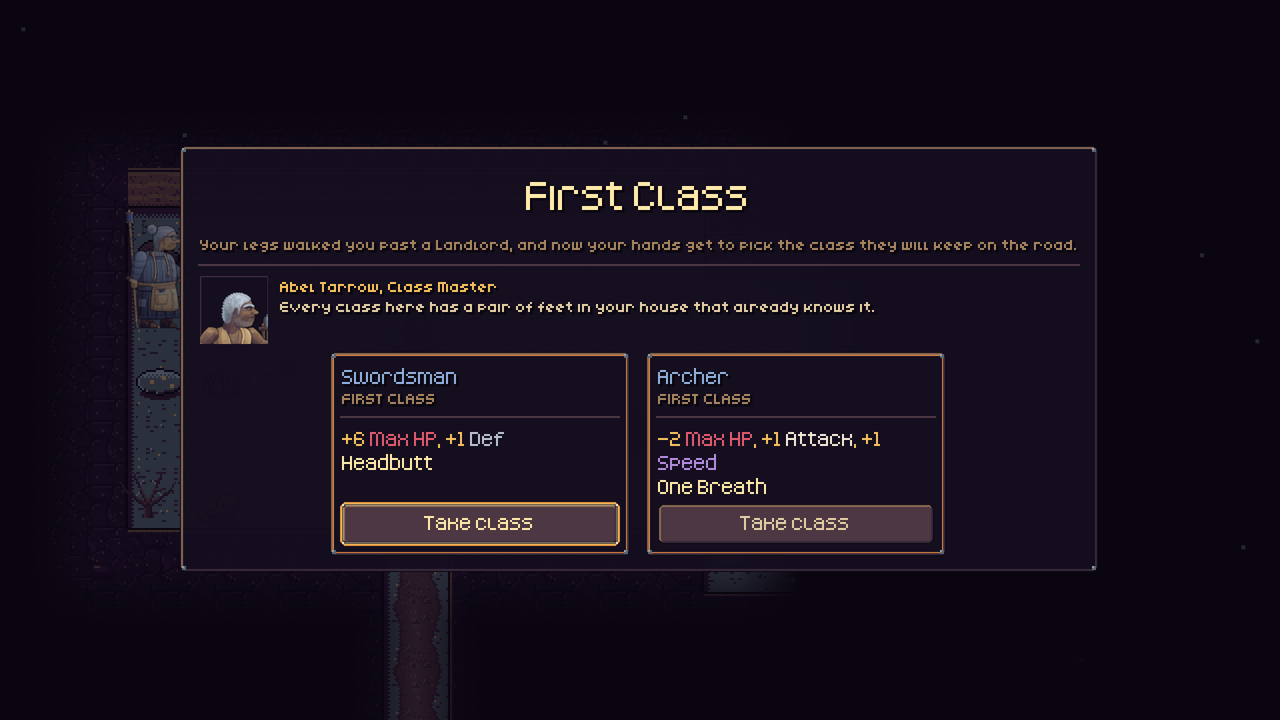 First Class
Your legs walked you past a Landlord, and now your hands get to pick the class they will keep on the road.
Abel Tarrow, Class Master
Every class here has a pair of feet in your house that already knows it.
Swordsman
FIRST CLASS
+6 Max HP, +1 Def
Headbutt
Take class
Archer
FIRST CLASS
-2 Max HP, +1 Attack, +1
Speed
One Breath
Take class